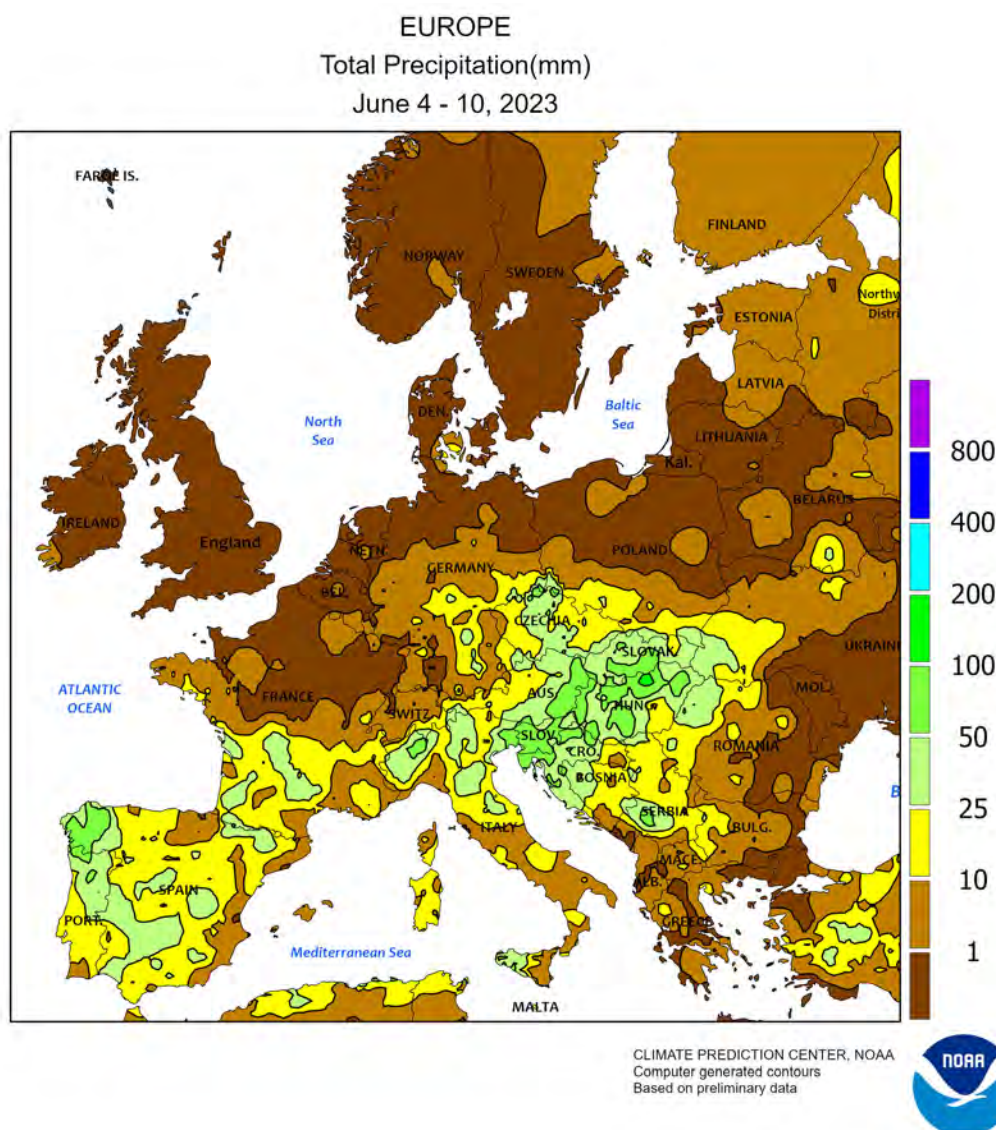 EUROPE
Total Precipitation(mm)
June 4 - 10, 2023
FAROE IS.
FINLAND
NORWAY
SWEDEN
Northw
Distri
ESTONIA
LATVIA
North
Sea
Baltic
Sea
DEN.
LITHUANIA
Kal.
IRELAND
England
BELARUS
NETH.
POLAND
GERMANY
BEL.
CZECHIA
UKRAIN
SLOVAK.
ATLANTIC
OCEAN
FRANCE
AUS
MOL.
SWITZ.
HUNG.
SLOV.
CRO.
ROMANIA
BOSNIA
B
SERBIA
ITALY
BULG.
MACE.
SPAIN
ALB.
PORT.
GREECE
Mediterranean Sea
MALTA
800
400
200
100
50
25
10
1
CLIMATE PREDICTION CENTER, NOAA
Computer generated contours
Based on preliminary data
NOAA